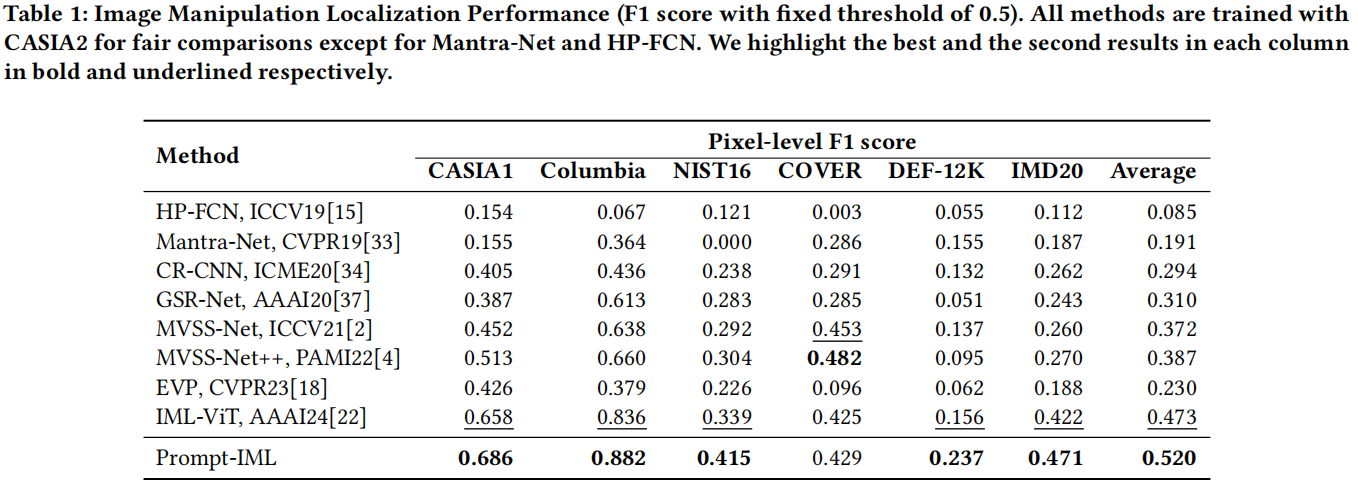 Table 1: Image Manipulation Localization Performance (F1 score with fixed threshold of 0.5). All methods are trained with
CASIA2 for fair comparisons except for Mantra-Net and HP-FCN. We highlight the best and the second results in each column
in bold and underlined respectively.
Method Pixel-level F1 score
CASIA1 Columbia NIST16 COVER DEF-12K IMD20 Average
HP-FCN, ICCV19[15] 0.154 0.067 0.121 0.003 0.055 0.112 0.085
Mantra-Net, CVPR19[33] 0.155 0.364 0.000 0.286 0.155 0.187 0.191
CR-CNN, ICME20[34] 0.405 0.436 0.238 0.291 0.132 0.262 0.294
GSR-Net, AAAI20[37] 0.387 0.613 0.283 0.285 0.051 0.243 0.310
MVSS-Net, ICCV21[2] 0.452 0.638 0.292 0.453 0.137 0.260 0.372
MVSS-Net++, PAMI22[4] 0.513 0.660 0.304 0.482 0.095 0.270 0.387
EVP, CVPR23[18] 0.426 0.379 0.226 0.096 0.062 0.188 0.230
IML-ViT, AAAI24[22] 0.658 0.836 0.339 0.425 0.156 0.422 0.473
Prompt-IML 0.686 0.882 0.415 0.429 0.237 0.471 0.520